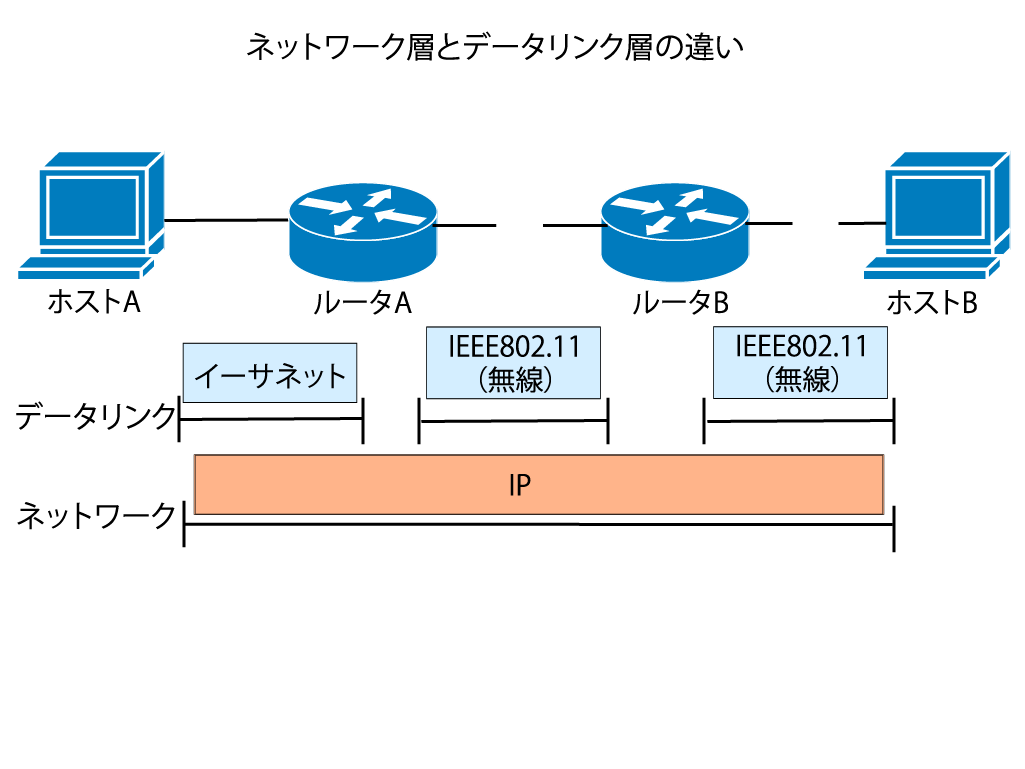 ネットワーク層とデータリンク層の違い
ホストA
ルータA
ルータB
ホストB
イーサネット
IEEE802.11
（無線）
IEEE802.11
（無線）
データリンク
IP
ネットワーク